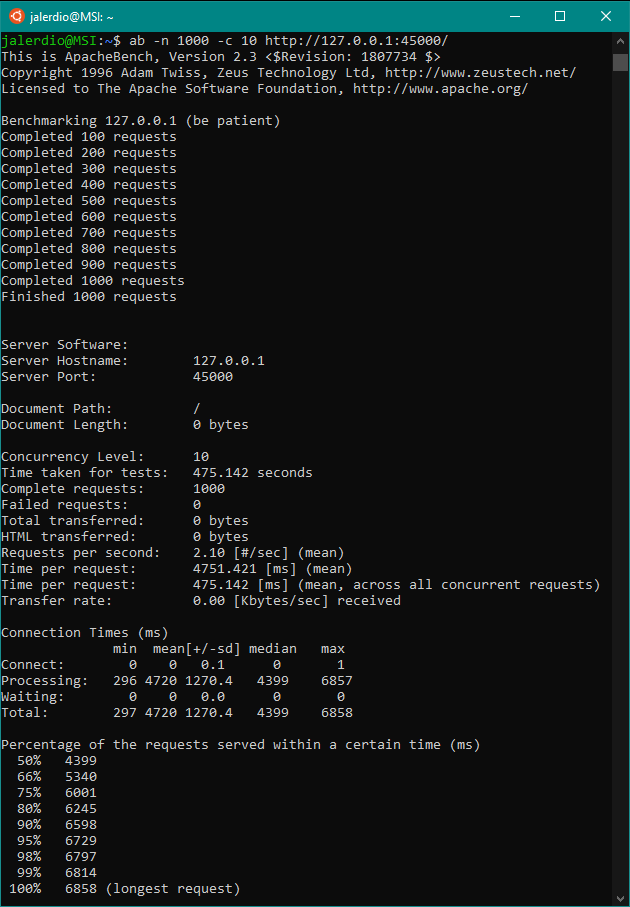 jalerdio@MSI: ~
jalerdio@MSI:~$ ab -n 1000 -c 10 http://127.0.0.1:45000/
This is ApacheBench, Version 2.3 <$Revision: 1807734 $>
Copyright 1996 Adam Twiss, Zeus Technology Ltd, http://www.zeustech.net/
Licensed to The Apache Software Foundation, http://www.apache.org/

Benchmarking 127.0.0.1 (be patient)
Completed 100 requests
Completed 200 requests
Completed 300 requests
Completed 400 requests
Completed 500 requests
Completed 600 requests
Completed 700 requests
Completed 800 requests
Completed 900 requests
Completed 1000 requests
Finished 1000 requests


Server Software:
Server Hostname:        127.0.0.1
Server Port:            45000

Document Path:          /
Document Length:        0 bytes

Concurrency Level:      10
Time taken for tests:   475.142 seconds
Complete requests:      1000
Failed requests:        0
Total transferred:      0 bytes
HTML transferred:       0 bytes
Requests per second:    2.10 [#/sec] (mean)
Time per request:       4751.421 [ms] (mean)
Time per request:       475.142 [ms] (mean, across all concurrent requests)
Transfer rate:          0.00 [Kbytes/sec] received

Connection Times (ms)
              min  mean[+/-sd] median   max
Connect:        0    0   0.1      0       1
Processing:   296 4720 1270.4   4399    6857
Waiting:        0    0   0.0      0       0
Total:        297 4720 1270.4   4399    6858

Percentage of the requests served within a certain time (ms)
  50%   4399
  66%   5340
  75%   6001
  80%   6245
  90%   6598
  95%   6729
  98%   6797
  99%   6814
 100%   6858 (longest request)